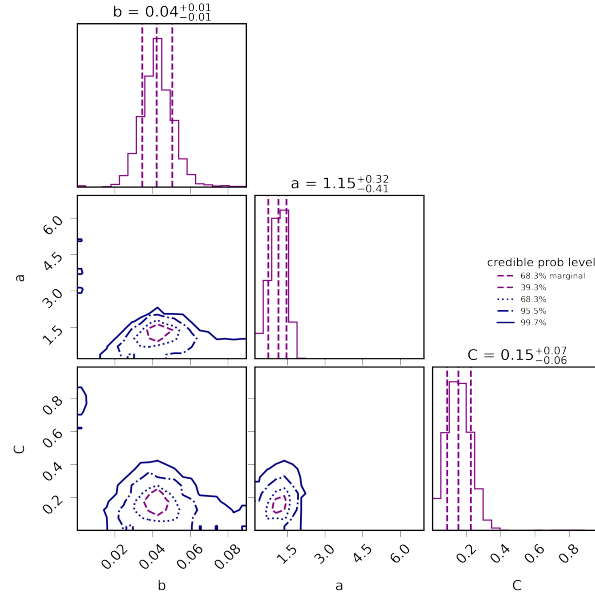 b = 0.04+0.01−0.01
a = 1.15+0.32−0.41
6.0
4.5
3.0
1.5
a
credible prob level
68.3% marginal
39.3%
68.3%
95.5%
99.7%
C = 0.15+0.07−0.06
0.8
0.6
0.4
0.2
C
0.02 0.04 0.06 0.08
1.5 3.0 4.5 6.0
0.2 0.4 0.6 0.8
b a C